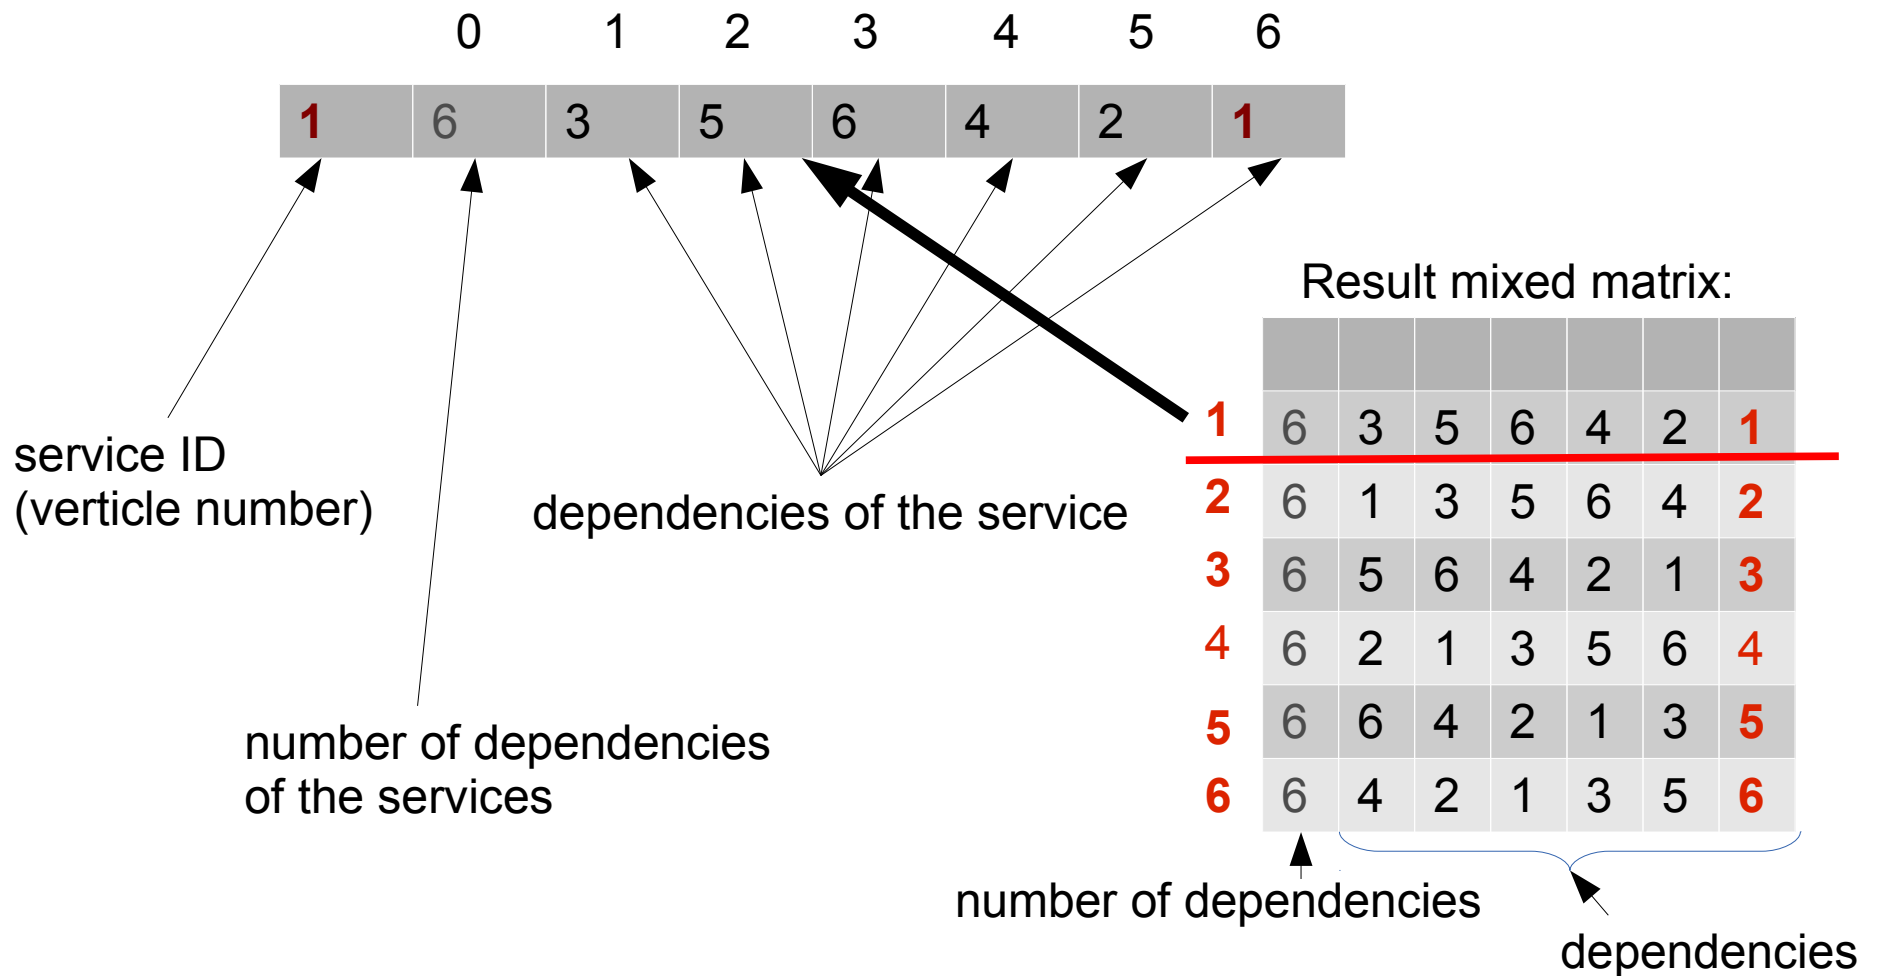 0 1 2 3 4 5 6
1 6 3 5 6 4 2 1
Result mixed matrix:
1 6 3 5 6 4 2 1
service ID
(verticle number)
2 6 1 3 5 6 4 2
dependencies of the service
3 6 5 6 4 2 1 3
4 6 2 1 3 5 6 4
5 6 6 4 2 1 3 5
number of dependencies
of the services
6 6 4 2 1 3 5 6
number of dependencies
dependencies